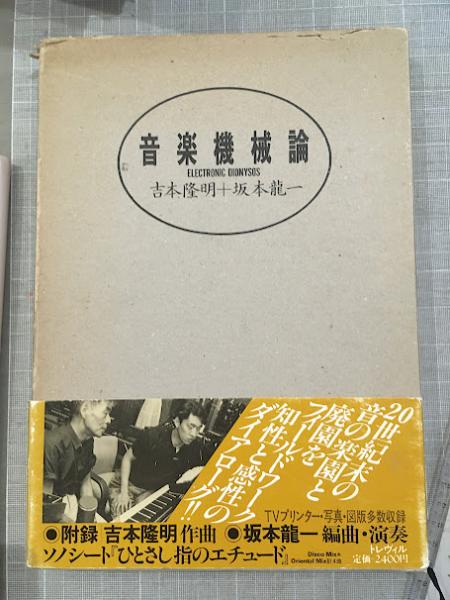 音楽機械論
ELECTRONIC DIONYSOS
吉本隆明+坂本龍一
20世紀末の
音の楽園と
廃園を
フィールドワーク
知性と感性の
ダイアローグ!!
TVプリンター・写真・図版多数収録
●附録 吉本隆明作曲 ●坂本龍一編曲・演奏
ソノシート『ひとさし指のエチュード』
Disco Mix
Oriental Mix
トレヴィル
定価=2400円